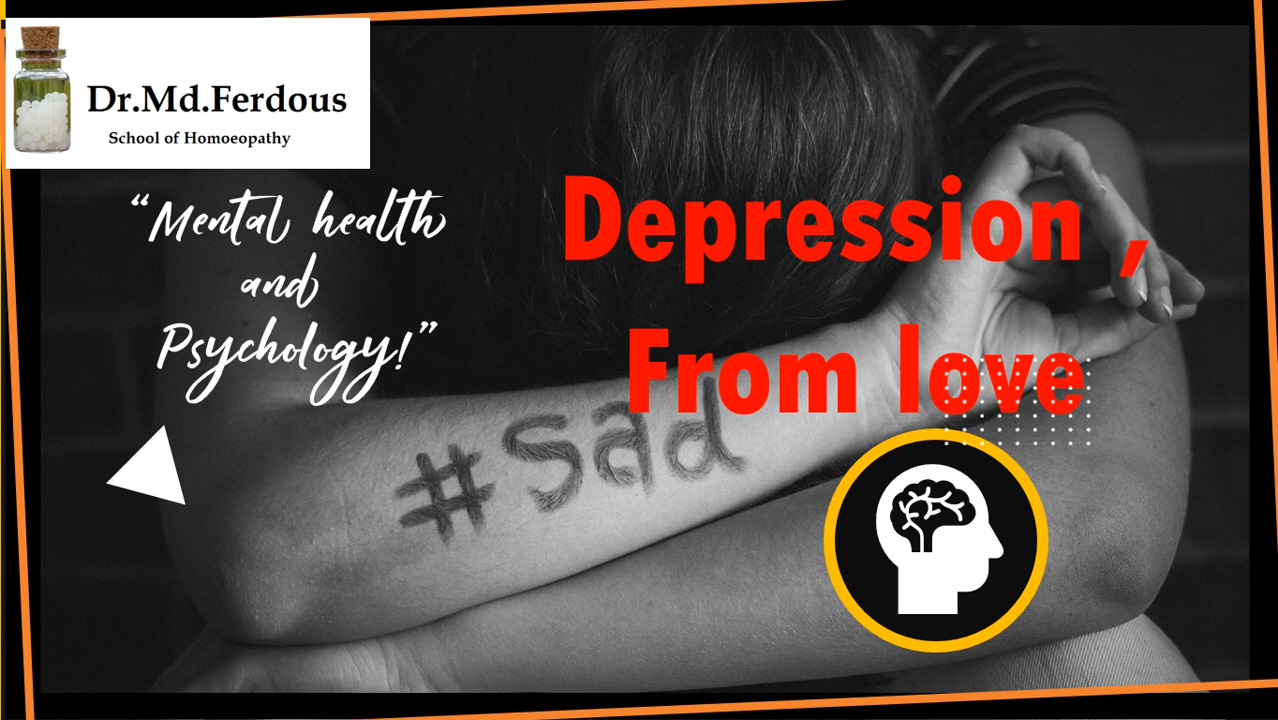 Dr.Md.Ferdous
School of Homoeopathy
“Mental health
and
Psychology!”
Depression ,
From love
#sad